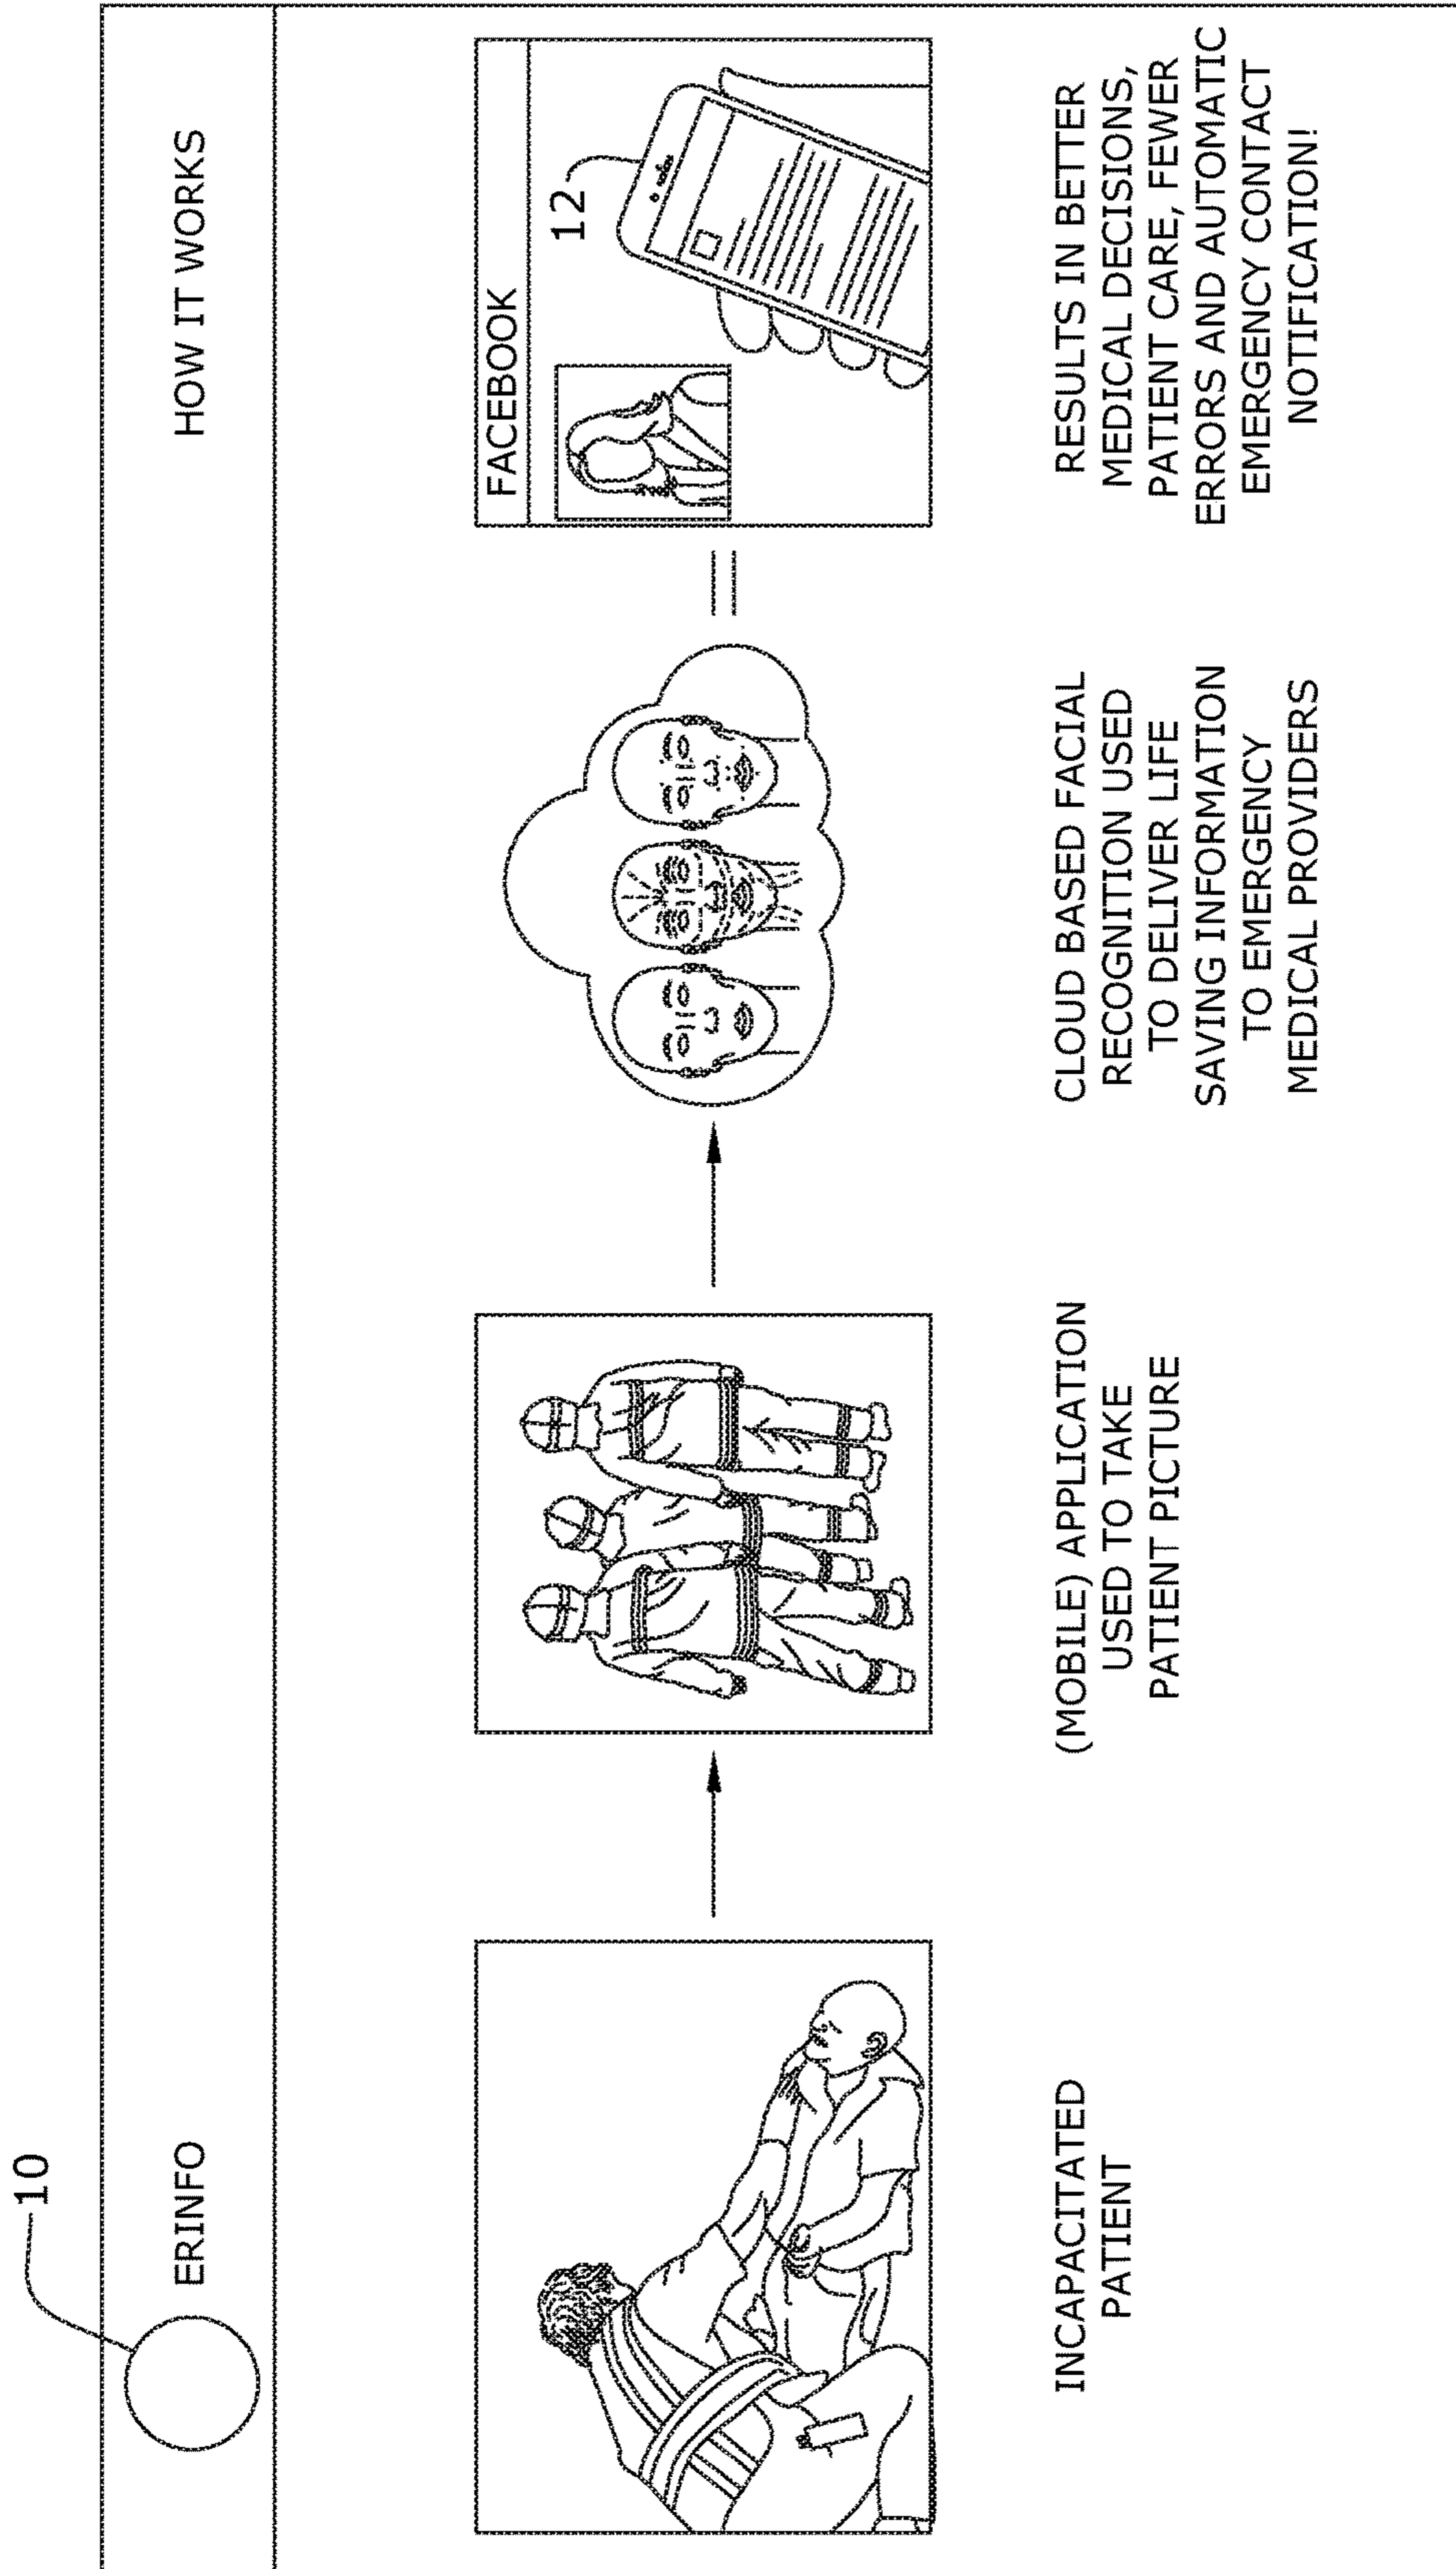 10
ERINFO
HOW IT WORKS
FACEBOOK
12
INCAPACITATED
PATIENT
(MOBILE) APPLICATION
USED TO TAKE
PATIENT PICTURE
CLOUD BASED FACIAL
RECOGNITION USED
TO DELIVER LIFE
SAVING INFORMATION
TO EMERGENCY
MEDICAL PROVIDERS
RESULTS IN BETTER
MEDICAL DECISIONS,
PATIENT CARE, FEWER
ERRORS AND AUTOMATIC
EMERGENCY CONTACT
NOTIFICATION!